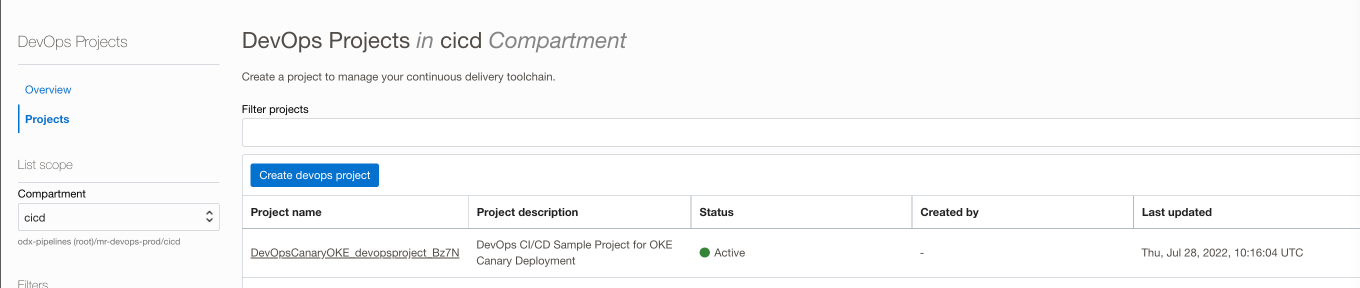 DevOps Projects
Overview
Projects
List scope
Compartment
cicd
odx-pipelines (root)/mr-devops-prod/cicd
Filters
DevOps Projects in cicd Compartment
Create a project to manage your continuous delivery toolchain.
Filter projects
Create devops project
Project name Project description Status Created by Last updated
DevOpsCanaryOKE_devopsproject_Bz7N DevOps CI/CD Sample Project for OKE Active - Thu, Jul 28, 2022, 10:16:04 UTC
Canary Deployment